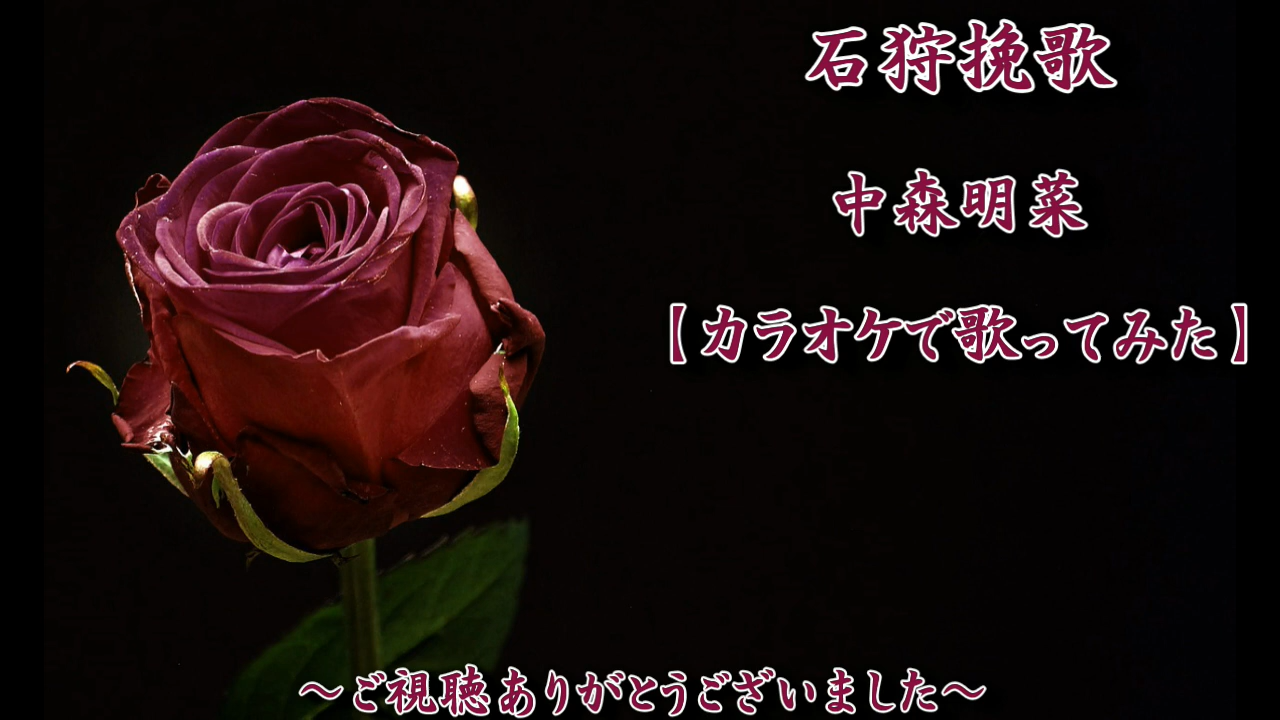 石狩挽歌
中森明菜
【カラオケで歌ってみた】
～ご視聴ありがとうございました～